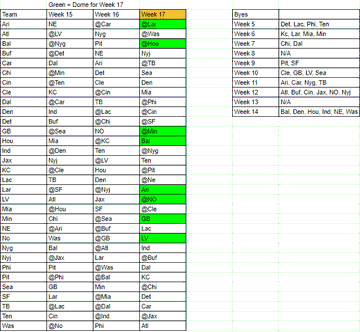 Green = Dome for Week 17
Team Week 15 Week 16 Week 17 Byes
Ari NE @Car @Lar Week 5 Det, Lac, Phi, Ten
Atl @LV Nyg @Was Week 6 Kc, Lar, Mia, Min
Bal @Nyg Pit @Hou Week 7 Chi, Dal
Buf @Det NE Nyj Week 8 N/A
Car Dal Ari @TB Week 9 Pit, SF
Chi @Min Det Sea Week 10 Cle, GB, LV, Sea
Cin @Ten Cle Den Week 11 Ari, Car, Nyg, TB
Cle KC @Cin Mia Week 12 Atl, Buf, Cin, Jax, NO, Nyj
Dal @Car TB @Phi Week 13 N/A
Den Ind @Lac @Cin Week 14 Bal, Den, Hou, Ind, NE, Was
Det Buf @Chi @SF
GB @Sea NO @Min
Hou Mia @KC Bal
Ind @Den Ten @Nyg
Jax Nyj @LV Ten
KC @Cle Hou @Pit
Lac TB Den @Ne
Lar @SF @Nyj Ari
LV Atl Jax @NO
Mia @Hou SF @Cle
Min Chi @Sea GB
NE @Ari @Buf Lac
No Was @GB LV
Nyg Bal @Atl Ind
Nyj @Jax Lar @Buf
Phi Pit @Was Dal
Pit @Phi @Bal KC
Sea GB Min @Chi
SF Lar @Mia Det
TB @Lac @Dal Car
Ten Cin @Ind @Jax
Was @No Phi Atl